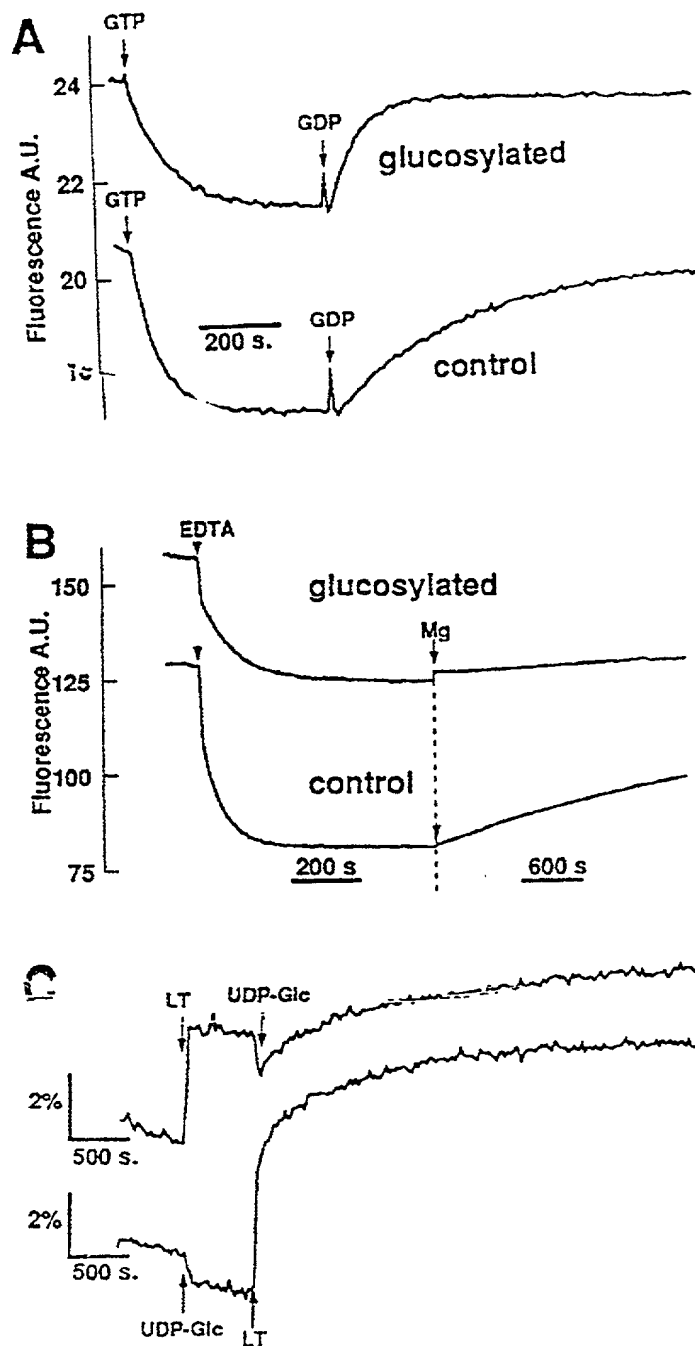 A
GTP
24
GDP
glucosylated
22
GTP
20
GDP
200 s.
control
Fluorescence A.U.
B
EDTA
150
glucosylated
Mg
125
control
100
200 s
600 s
75
Fluorescence A.U.
LT
UDP-Glc
2%
500 s.
2%
500 s.
UDP-Glc
LT